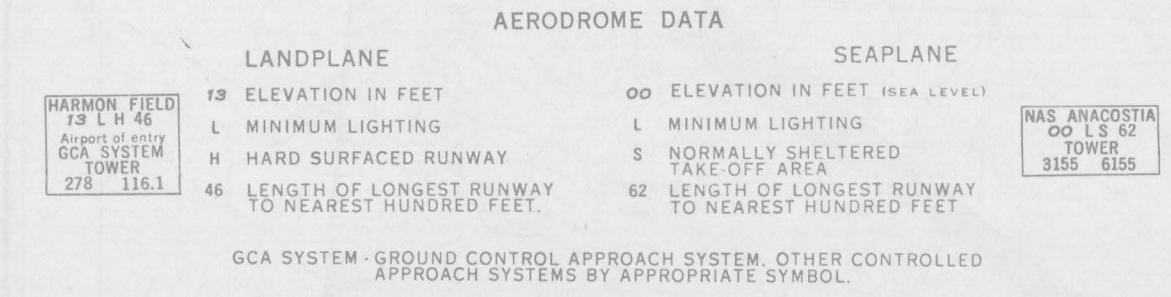 AERODROME DATA
LANDPLANE
HARMON FIELD
13 L H 46
Airport of entry
GCA SYSTEM
TOWER
278 116.1
13 ELEVATION IN FEET
L MINIMUM LIGHTING
H HARD SURFACED RUNWAY
46 LENGTH OF LONGEST RUNWAY
TO NEAREST HUNDRED FEET.
SEAPLANE
00 ELEVATION IN FEET (SEA LEVEL)
L MINIMUM LIGHTING
S NORMALLY SHELTERED
TAKE-OFF AREA
62 LENGTH OF LONGEST RUNWAY
TO NEAREST HUNDRED FEET
NAS ANACOSTIA
00 L S 62
TOWER
3155 6155
GCA SYSTEM - GROUND CONTROL APPROACH SYSTEM. OTHER CONTROLLED
APPROACH SYSTEMS BY APPROPRIATE SYMBOL.